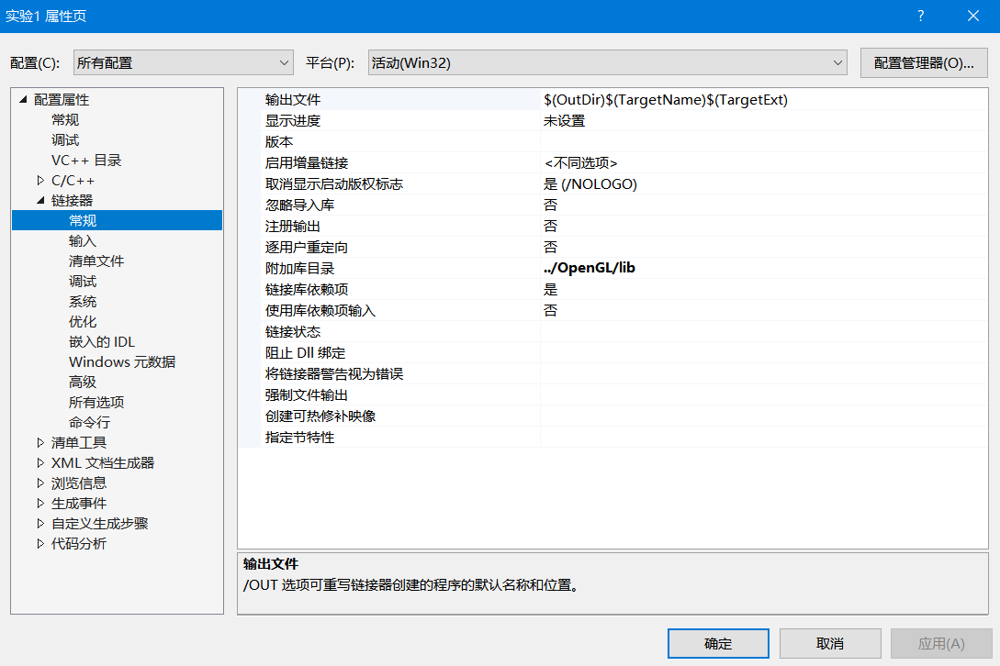 实验1 属性页
?
配置(C):
所有配置
平台(P):
活动(Win32)
配置管理器(O)...
配置属性
常规
调试
VC++ 目录
C/C++
链接器
常规
输入
清单文件
调试
系统
优化
嵌入的 IDL
Windows 元数据
高级
所有选项
命令行
清单工具
XML 文档生成器
浏览信息
生成事件
自定义生成步骤
代码分析
输出文件 $(OutDir)$(TargetName)$(TargetExt)
显示进度 未设置
版本
启用增量链接 <不同选项>
取消显示启动版权标志 是 (/NOLOGO)
忽略导入库 否
注册输出 否
逐用户重定向 否
附加库目录 ../OpenGL/lib
链接库依赖项 是
使用库依赖项输入 否
链接状态
阻止 Dll 绑定
将链接器警告视为错误
强制文件输出
创建可热修补映像
指定节特性
输出文件
/OUT 选项可重写链接器创建的程序的默认名称和位置。
确定
取消
应用(A)